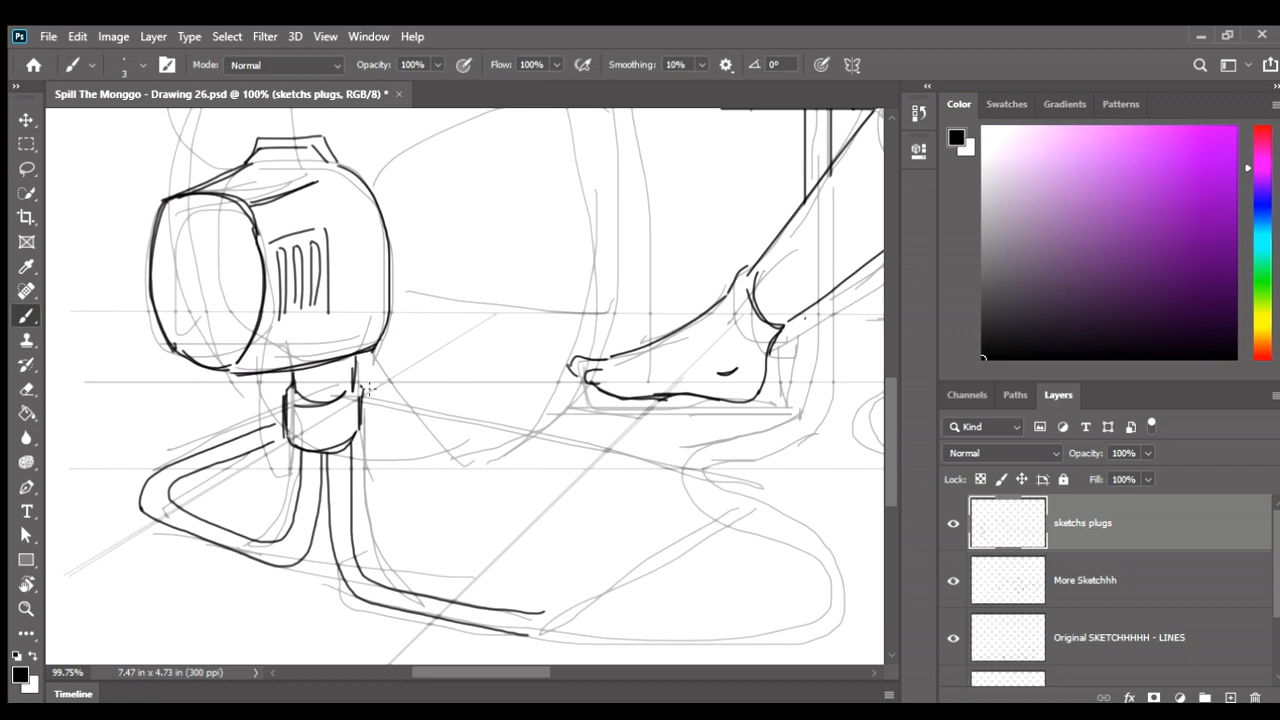 Ps File Edit Image Layer Type Select Filter 3D View Window Help
3 Mode: Normal Opacity: 100% Flow: 100% Smoothing: 10% 0°
Spill The Monggo - Drawing 26.psd @ 100% (sketchs plugs, RGB/8) * ×
Color Swatches Gradients Patterns
Channels Paths Layers
Kind
Normal Opacity: 100%
Lock: Fill: 100%
sketchs plugs
More Sketchhh
Original SKETCHHHHH - LINES
fx
99.75% 7.47 in x 4.73 in (300 ppi)
Timeline